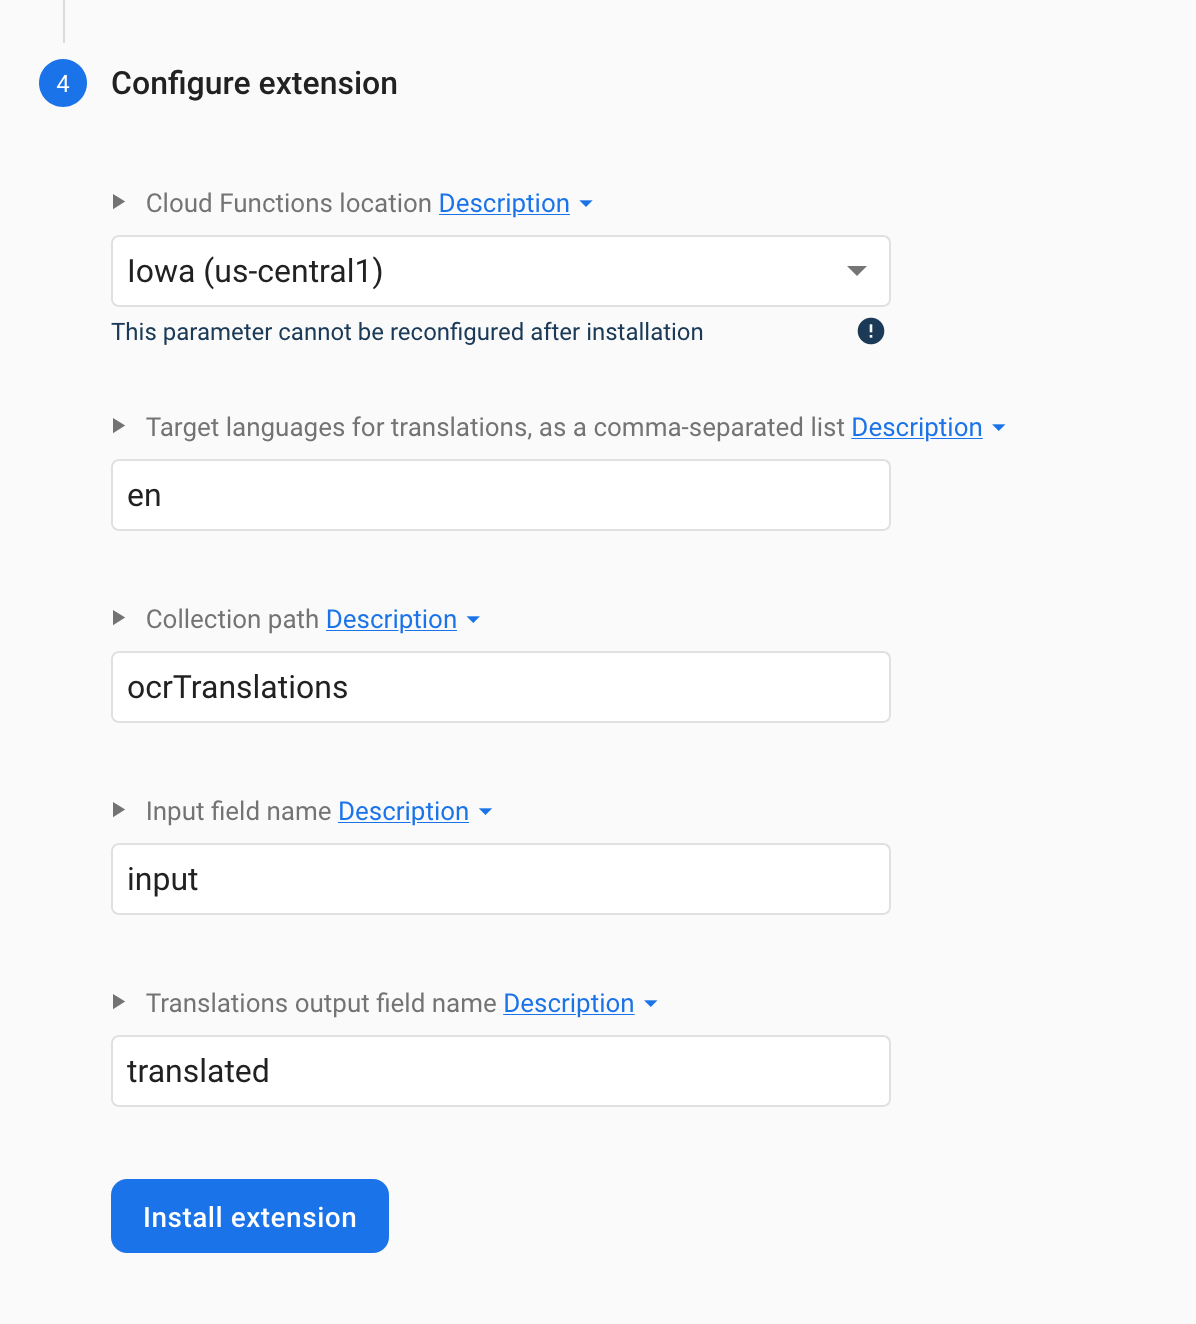 4 Configure extension
Cloud Functions location Description
Iowa (us-central1)
This parameter cannot be reconfigured after installation
Target languages for translations, as a comma-separated list Description
en
Collection path Description
ocrTranslations
Input field name Description
input
Translations output field name Description
translated
Install extension